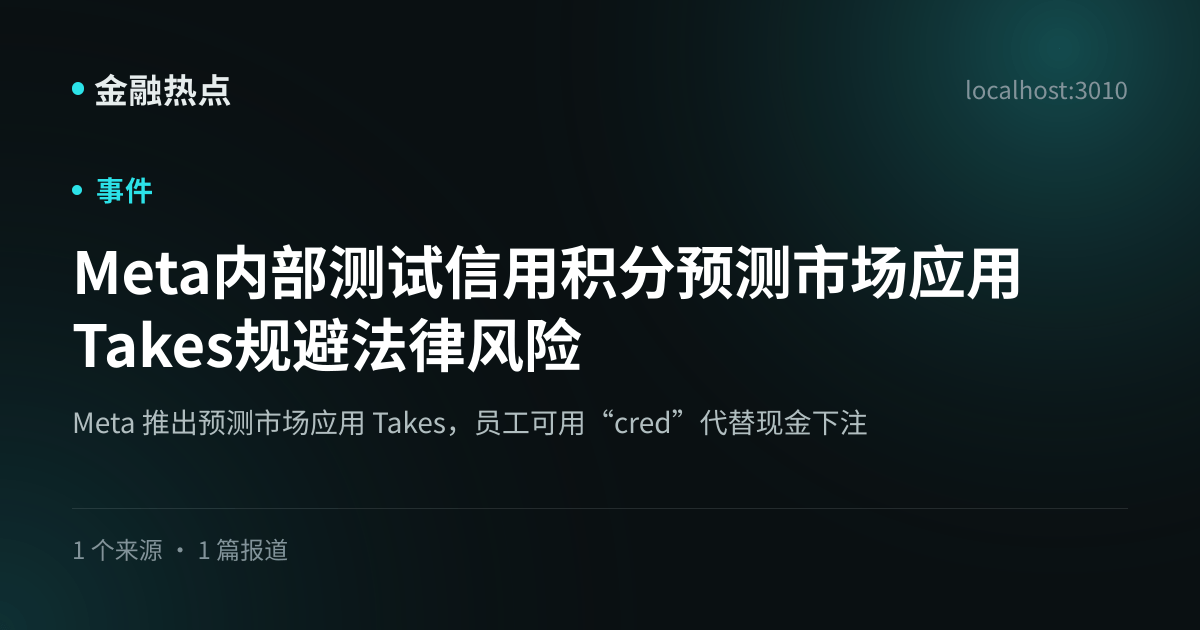 金融热点
localhost:3010
事件
Meta内部测试信用积分预测市场应用
Takes规避法律风险
Meta 推出预测市场应用 Takes，员工可用“cred”代替现金下注
1 个来源 · 1 篇报道